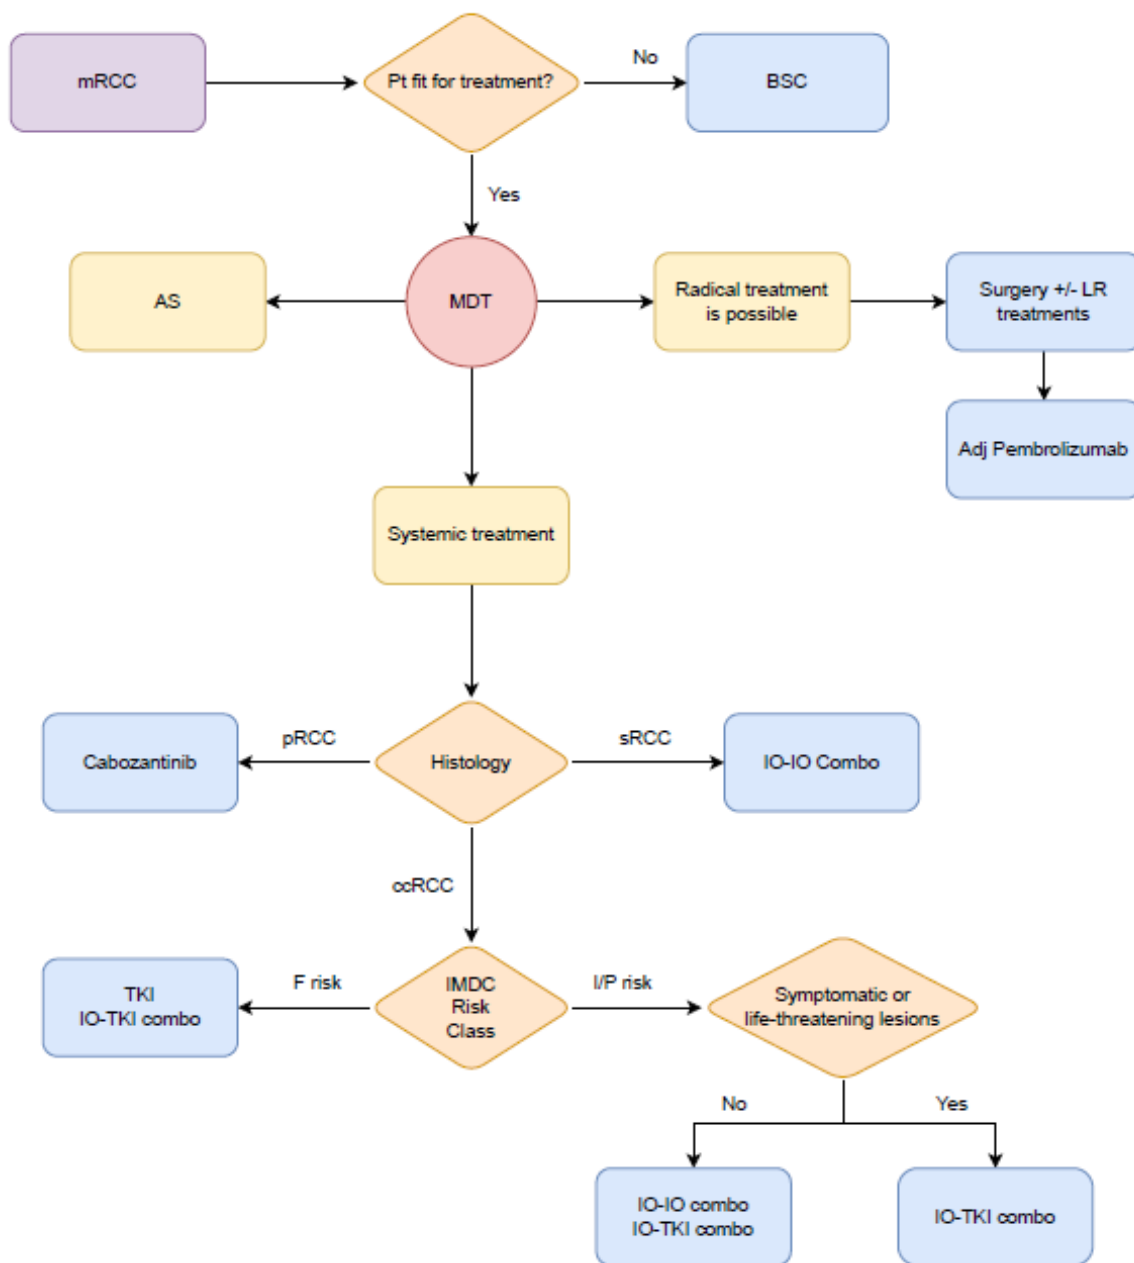 mRCC
Pt fit for treatment?
No
BSC
Yes
AS
MDT
Radical treatment
is possible
Surgery +/- LR
treatments
Adj Pembrolizumab
Systemic treatment
Cabozantinib
pRCC
Histology
sRCC
IO-IO Combo
ccRCC
TKI
IO-TKI combo
F risk
IMDC
Risk
Class
I/P risk
Symptomatic or
life-threatening lesions
No
Yes
IO-IO combo
IO-TKI combo
IO-TKI combo